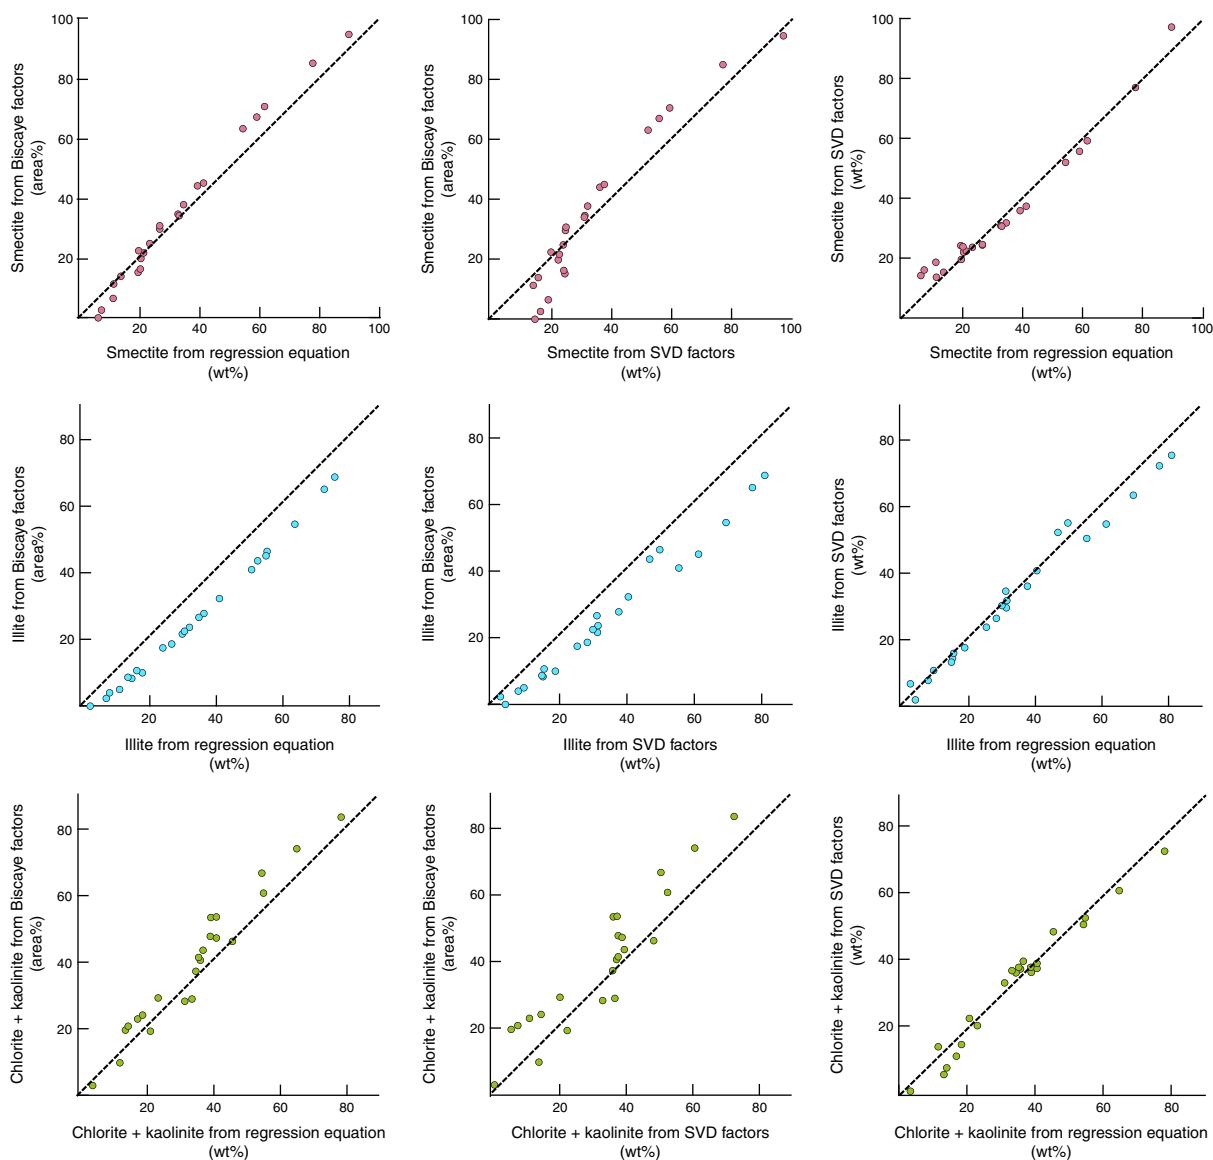 100
80
60
40
20
20
40
60
80
100
Smectite from Biscaye factors
(area%)
Smectite from regression equation
(wt%)
100
80
60
40
20
20
40
60
80
100
Smectite from Biscaye factors
(area%)
Smectite from SVD factors
(wt%)
100
80
60
40
20
20
40
60
80
100
Smectite from SVD factors
(wt%)
Smectite from regression equation
(wt%)
80
60
40
20
20
40
60
80
Illite from Biscaye factors
(area%)
Illite from regression equation
(wt%)
80
60
40
20
20
40
60
80
Illite from Biscaye factors
(area%)
Illite from SVD factors
(wt%)
80
60
40
20
20
40
60
80
Illite from SVD factors
(wt%)
Illite from regression equation
(wt%)
80
60
40
20
20
40
60
80
Chlorite + kaolinite from Biscaye factors
(area%)
Chlorite + kaolinite from regression equation
(wt%)
80
60
40
20
20
40
60
80
Chlorite + kaolinite from Biscaye factors
(area%)
Chlorite + kaolinite from SVD factors
(wt%)
80
60
40
20
20
40
60
80
Chlorite + kaolinite from SVD factors
(wt%)
Chlorite + kaolinite from regression equation
(wt%)